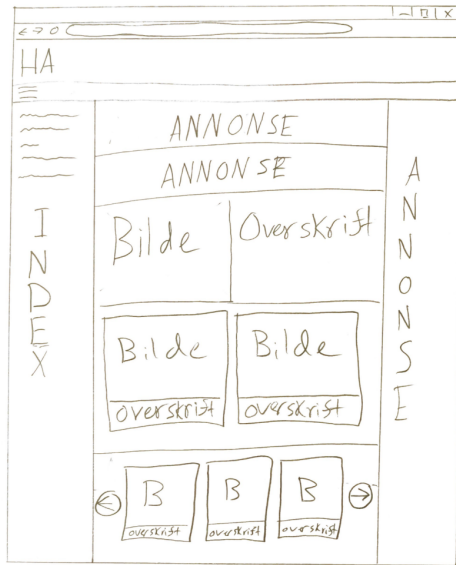 HA
ANNONSE
ANNONSE
INDEX
Bilde
Overskrift
ANNONSE
Bilde
Bilde
overskrift
overskrift
B
B
B
overskrift
overskrift
overskrift